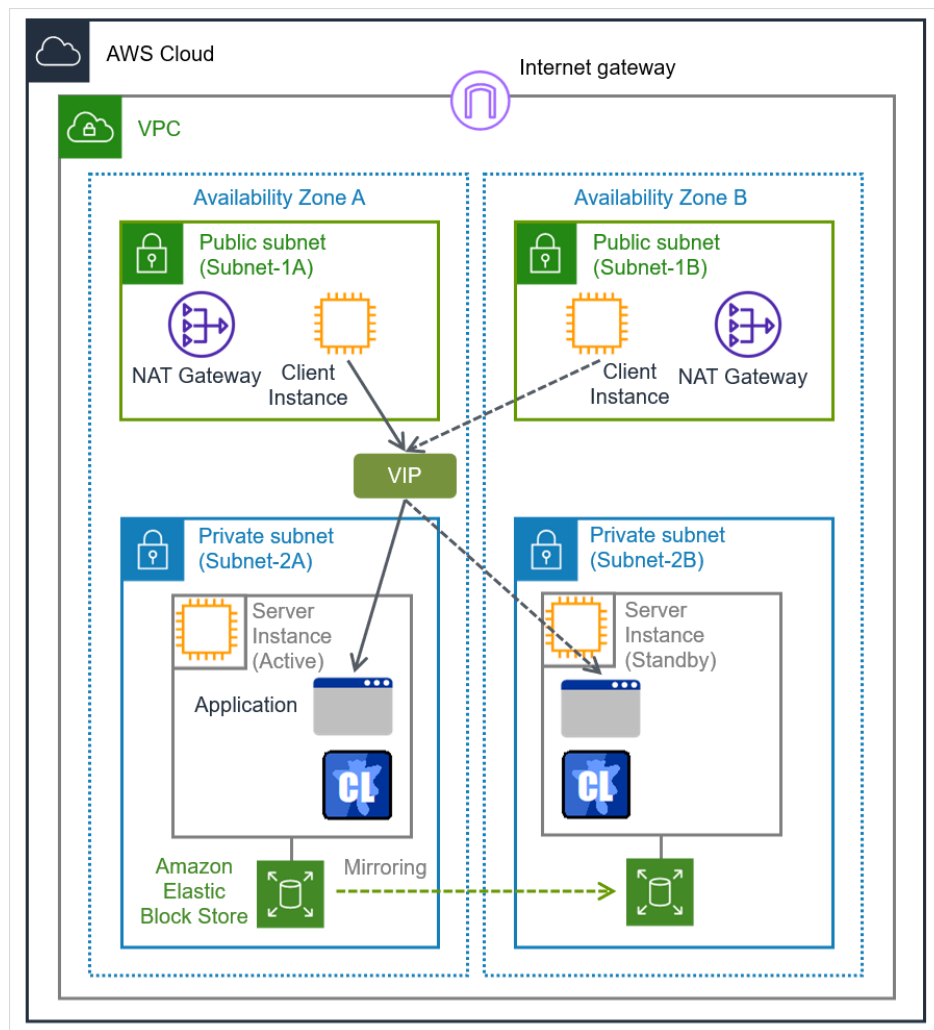 AWS Cloud
Internet gateway
VPC
Availability Zone A
Availability Zone B
Public subnet
(Subnet-1A)
Public subnet
(Subnet-1B)
NAT Gateway
Client
Instance
Client
Instance
NAT Gateway
VIP
Private subnet
(Subnet-2A)
Private subnet
(Subnet-2B)
Server
Instance
(Active)
Server
Instance
(Standby)
Application
CL
CL
Amazon
Elastic
Block Store
Mirroring